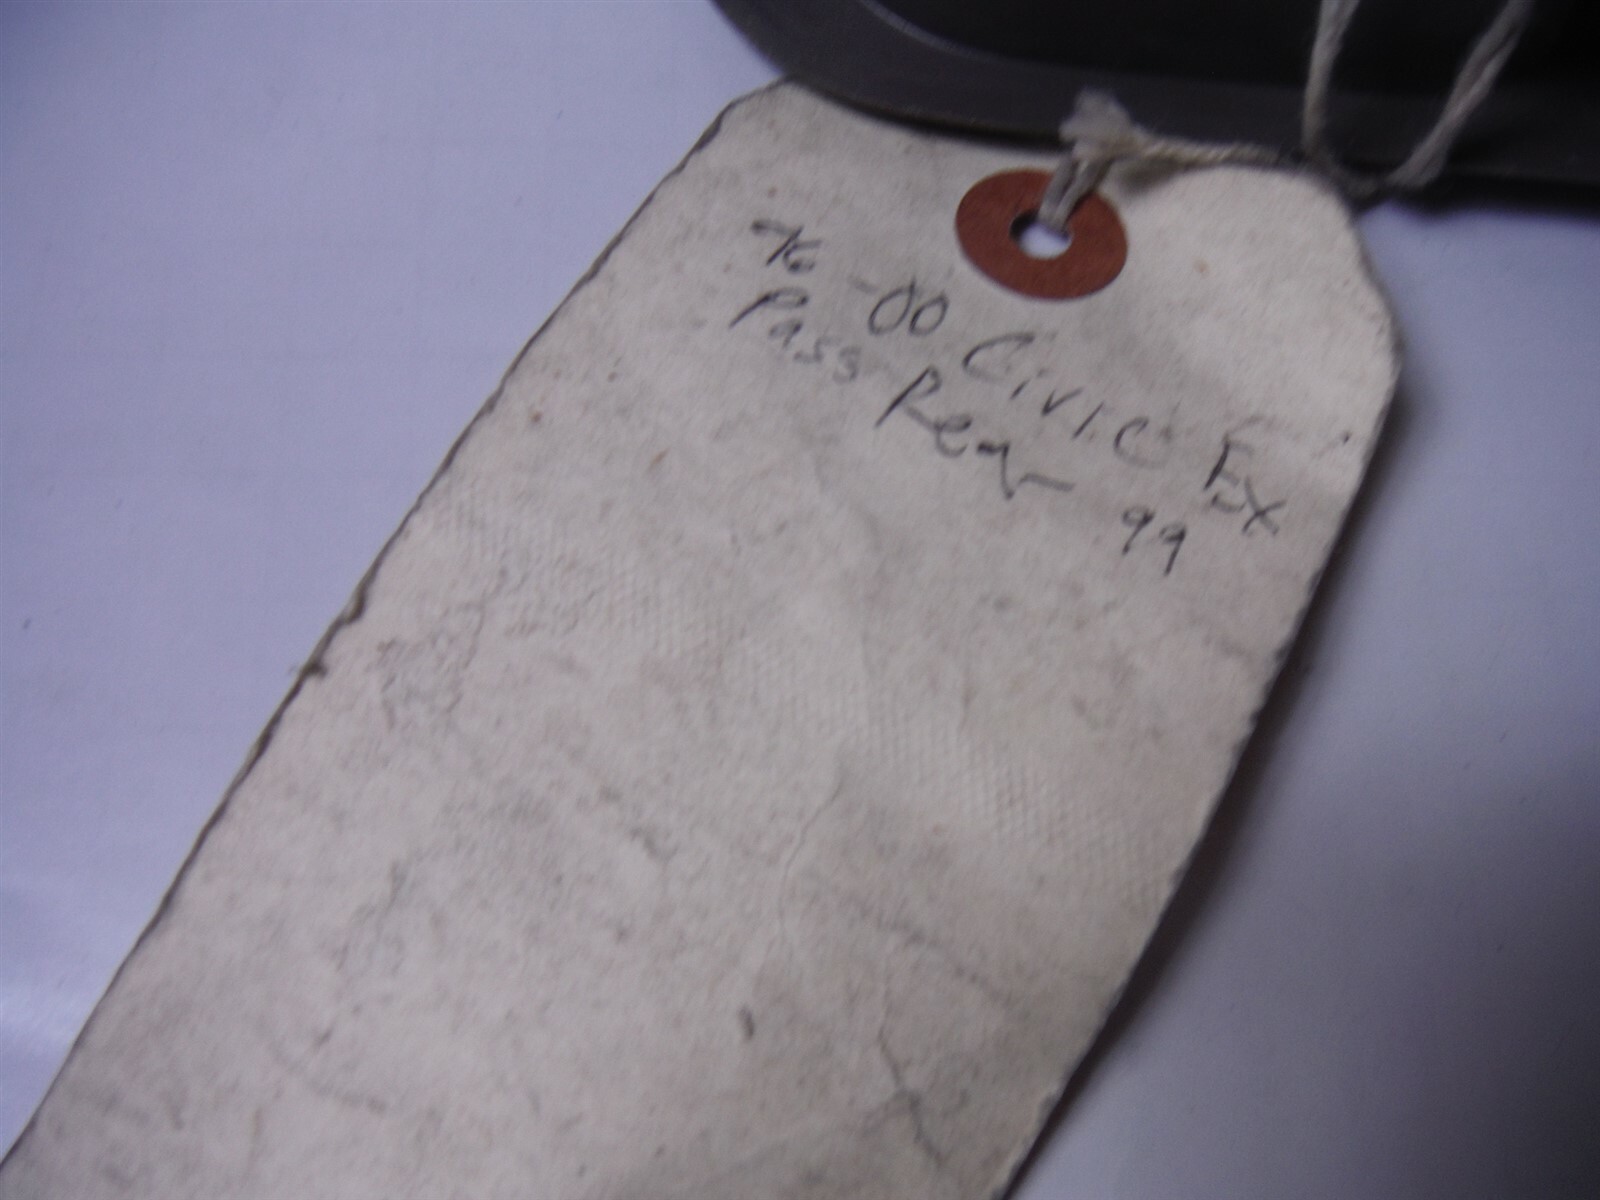 96-00 Civic EX
Pass Rear 99